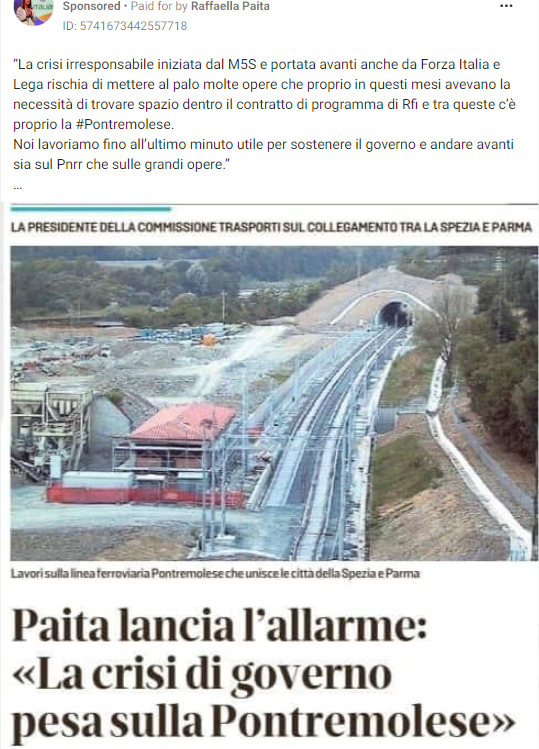 ITALIA
Sponsored • Paid for by Raffaella Paita
ID: 5741673442557718
“La crisi irresponsabile iniziata dal M5S e portata avanti anche da Forza Italia e
Lega rischia di mettere al palo molte opere che proprio in questi mesi avevano la
necessità di trovare spazio dentro il contratto di programma di Rfi e tra queste c’è
proprio la #Pontremolese.
Noi lavoriamo fino all’ultimo minuto utile per sostenere il governo e andare avanti
sia sul Pnrr che sulle grandi opere.”
...
LA PRESIDENTE DELLA COMMISSIONE TRASPORTI SUL COLLEGAMENTO TRA LA SPEZIA E PARMA
Lavori sulla linea ferroviaria Pontremolese che unisce le città della Spezia e Parma
Paita lancia l’allarme:
«La crisi di governo
pesa sulla Pontremolese»